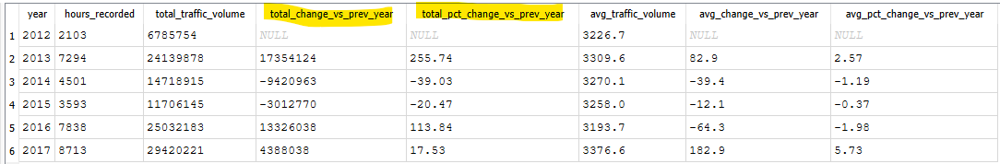 year hours_recorded total_traffic_volume total_change_vs_prev_year total_pct_change_vs_prev_year avg_traffic_volume avg_change_vs_prev_year avg_pct_change_vs_prev_year
1 2012 2103 6785754 NULL NULL 3226.7 NULL NULL
2 2013 7294 24139878 17354124 255.74 3309.6 82.9 2.57
3 2014 4501 14718915 -9420963 -39.03 3270.1 -39.4 -1.19
4 2015 3593 11706145 -3012770 -20.47 3258.0 -12.1 -0.37
5 2016 7838 25032183 13326038 113.84 3193.7 -64.3 -1.98
6 2017 8713 29420221 4388038 17.53 3376.6 182.9 5.73